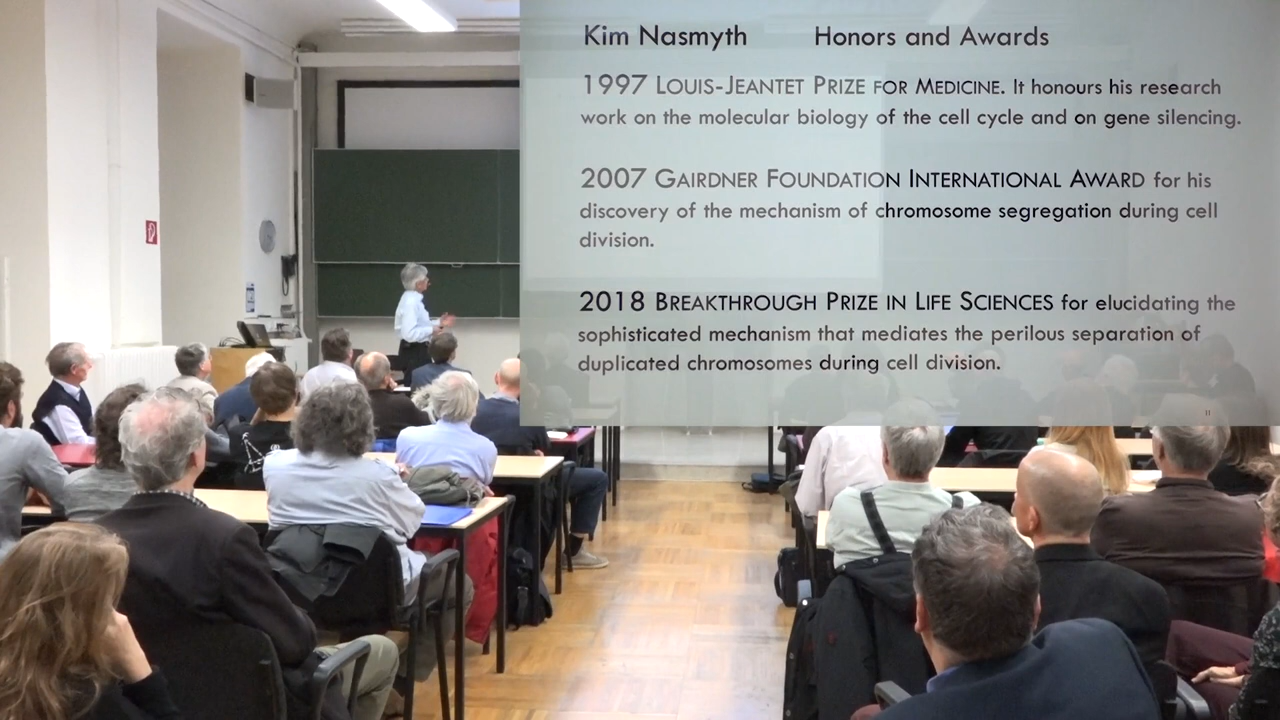 Kim Nasmyth Honors and Awards
1997 LOUIS-JEANTET PRIZE FOR MEDICINE. It honours his research
work on the molecular biology of the cell cycle and on gene silencing.
2007 GAIRDNER FOUNDATION INTERNATIONAL AWARD for his
discovery of the mechanism of chromosome segregation during cell
division.
2018 BREAKTHROUGH PRIZE IN LIFE SCIENCES for elucidating the
sophisticated mechanism that mediates the perilous separation of
duplicated chromosomes during cell division.
11